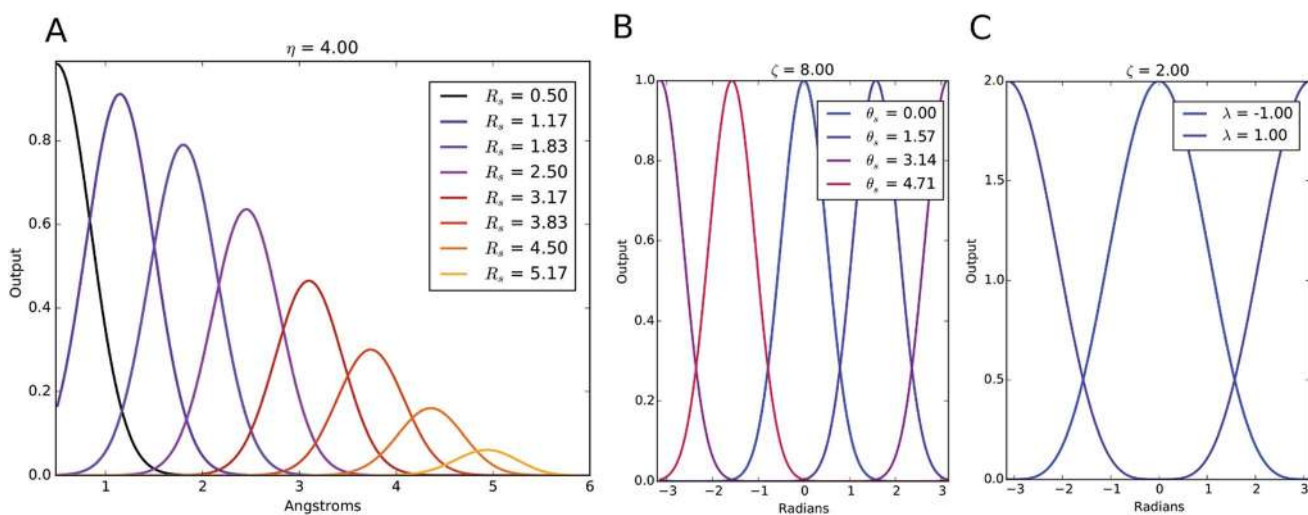 A
η = 4.00
Output
0.8
0.6
0.4
0.2
0.0
R_s = 0.50
R_s = 1.17
R_s = 1.83
R_s = 2.50
R_s = 3.17
R_s = 3.83
R_s = 4.50
R_s = 5.17
1 2 3 4 5 6
Angstroms
B
ζ = 8.00
Output
1.0
0.8
0.6
0.4
0.2
0.0
θ_s = 0.00
θ_s = 1.57
θ_s = 3.14
θ_s = 4.71
−3 −2 −1 0 1 2 3
Radians
C
ζ = 2.00
Output
2.0
1.5
1.0
0.5
0.0
λ = -1.00
λ = 1.00
−3 −2 −1 0 1 2 3
Radians